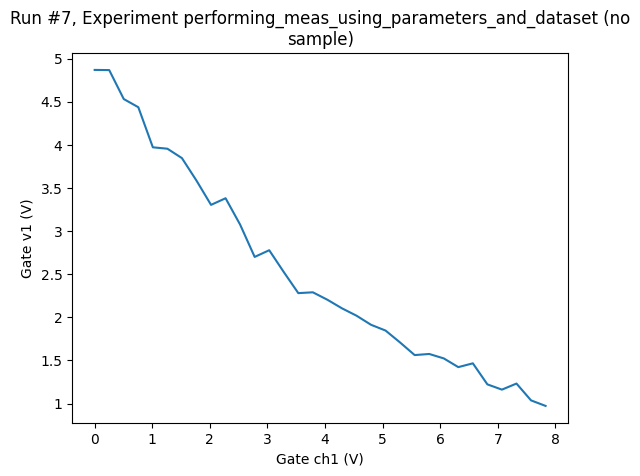 Run #7, Experiment performing_meas_using_parameters_and_dataset (no
sample)
5
4.5
4
3.5
3
2.5
2
1.5
1
Gate v1 (V)
0 1 2 3 4 5 6 7 8
Gate ch1 (V)